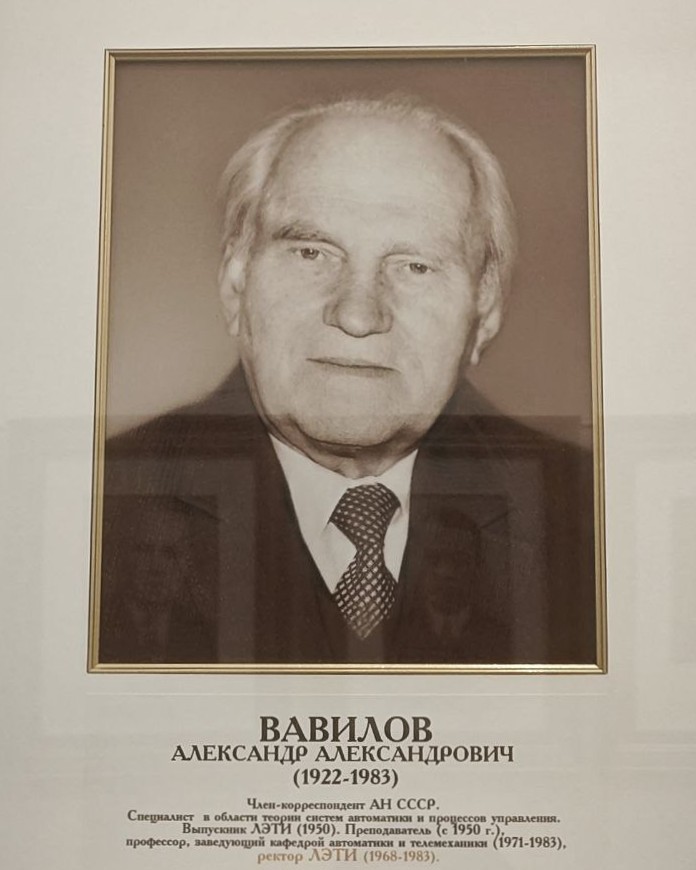 ВАВИЛОВ
АЛЕКСАНДР АЛЕКСАНДРОВИЧ
(1922-1983)
Член-корреспондент АН СССР.
Специалист в области теории систем автоматики и процессов управления.
Выпускник ЛЭТИ (1950). Преподаватель (с 1950 г.),
профессор, заведующий кафедрой автоматики и телемеханики (1971-1983),
ректор ЛЭТИ (1968-1983).